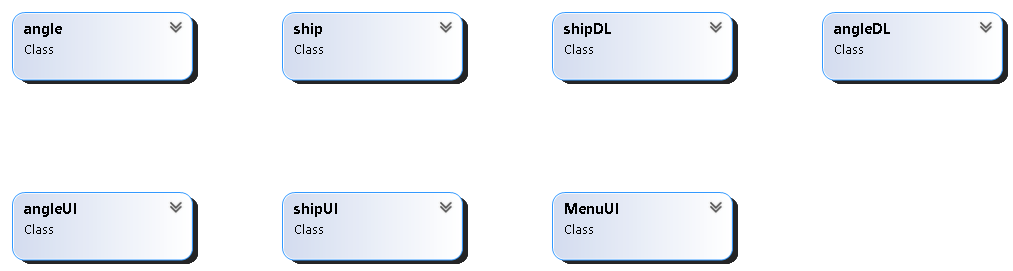 angle
Class
ship
Class
shipDL
Class
angleDL
Class
angleUI
Class
shipUI
Class
MenuUI
Class